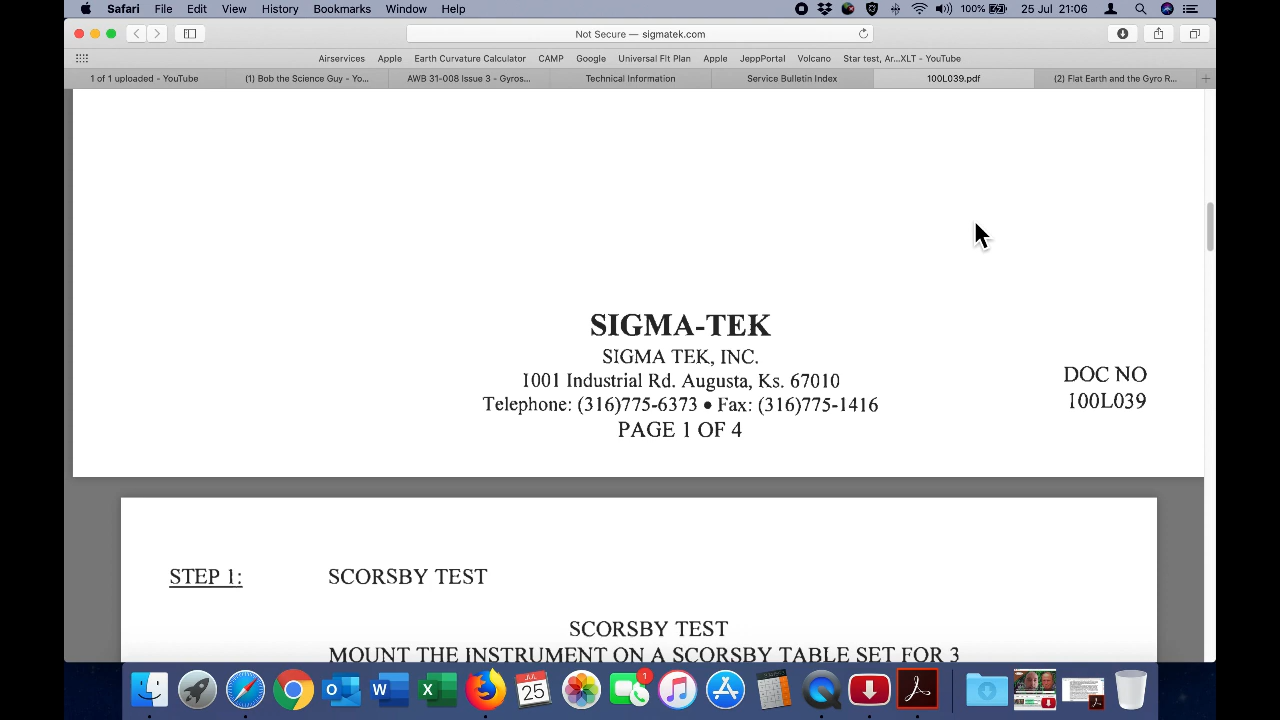 Safari File Edit View History Bookmarks Window Help 100% 25 Jul 21:06
Not Secure — sigmatek.com
Airservices Apple Earth Curvature Calculator CAMP Google Universal Flt Plan Apple JeppPortal Volcano Star test, Ar...XLT - YouTube
1 of 1 uploaded - YouTube (1) Bob the Science Guy - Yo... AWB 31-008 Issue 3 - Gyros... Technical Information Service Bulletin Index 100L039.pdf (2) Flat Earth and the Gyro R...
SIGMA-TEK
SIGMA TEK, INC.
1001 Industrial Rd. Augusta, Ks. 67010
Telephone: (316)775-6373 • Fax: (316)775-1416
PAGE 1 OF 4
DOC NO
100L039
STEP 1: SCORSBY TEST
SCORSBY TEST
MOUNT THE INSTRUMENT ON A SCORSBY TABLE SET FOR 3
JUL
25
1